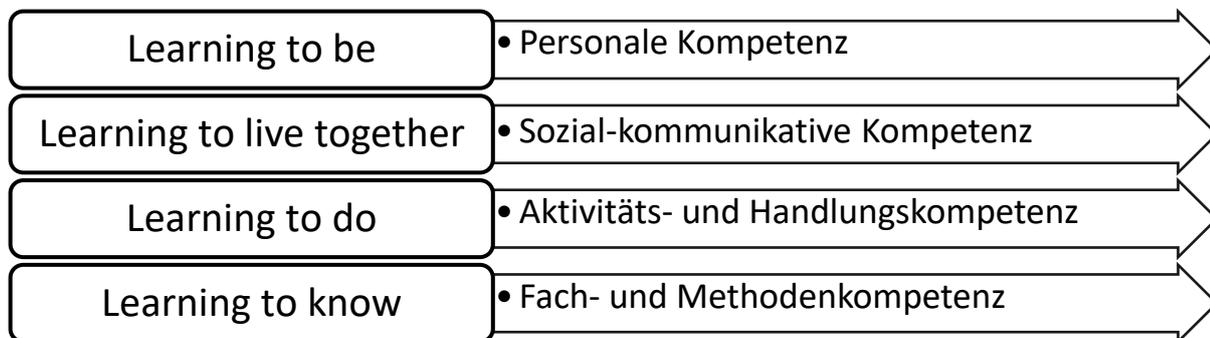 Learning to be
• Personale Kompetenz
Learning to live together
• Sozial-kommunikative Kompetenz
Learning to do
• Aktivitäts- und Handlungskompetenz
Learning to know
• Fach- und Methodenkompetenz